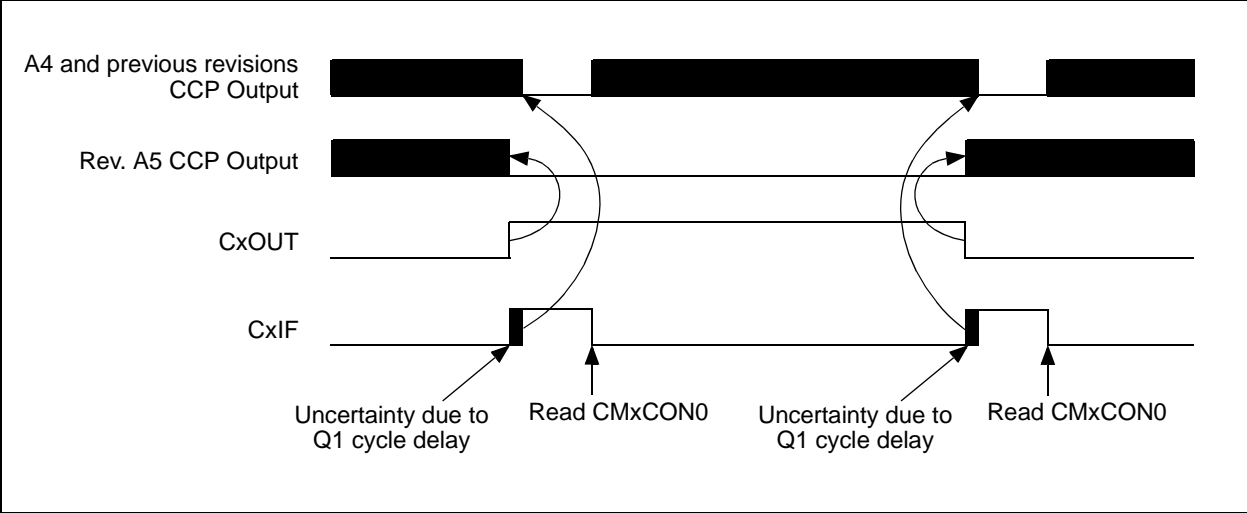 A4 and previous revisions
CCP Output
Rev. A5 CCP Output
CxOUT
CxIF
Uncertainty due to
Q1 cycle delay
Read CMxCON0
Uncertainty due to
Q1 cycle delay
Read CMxCON0